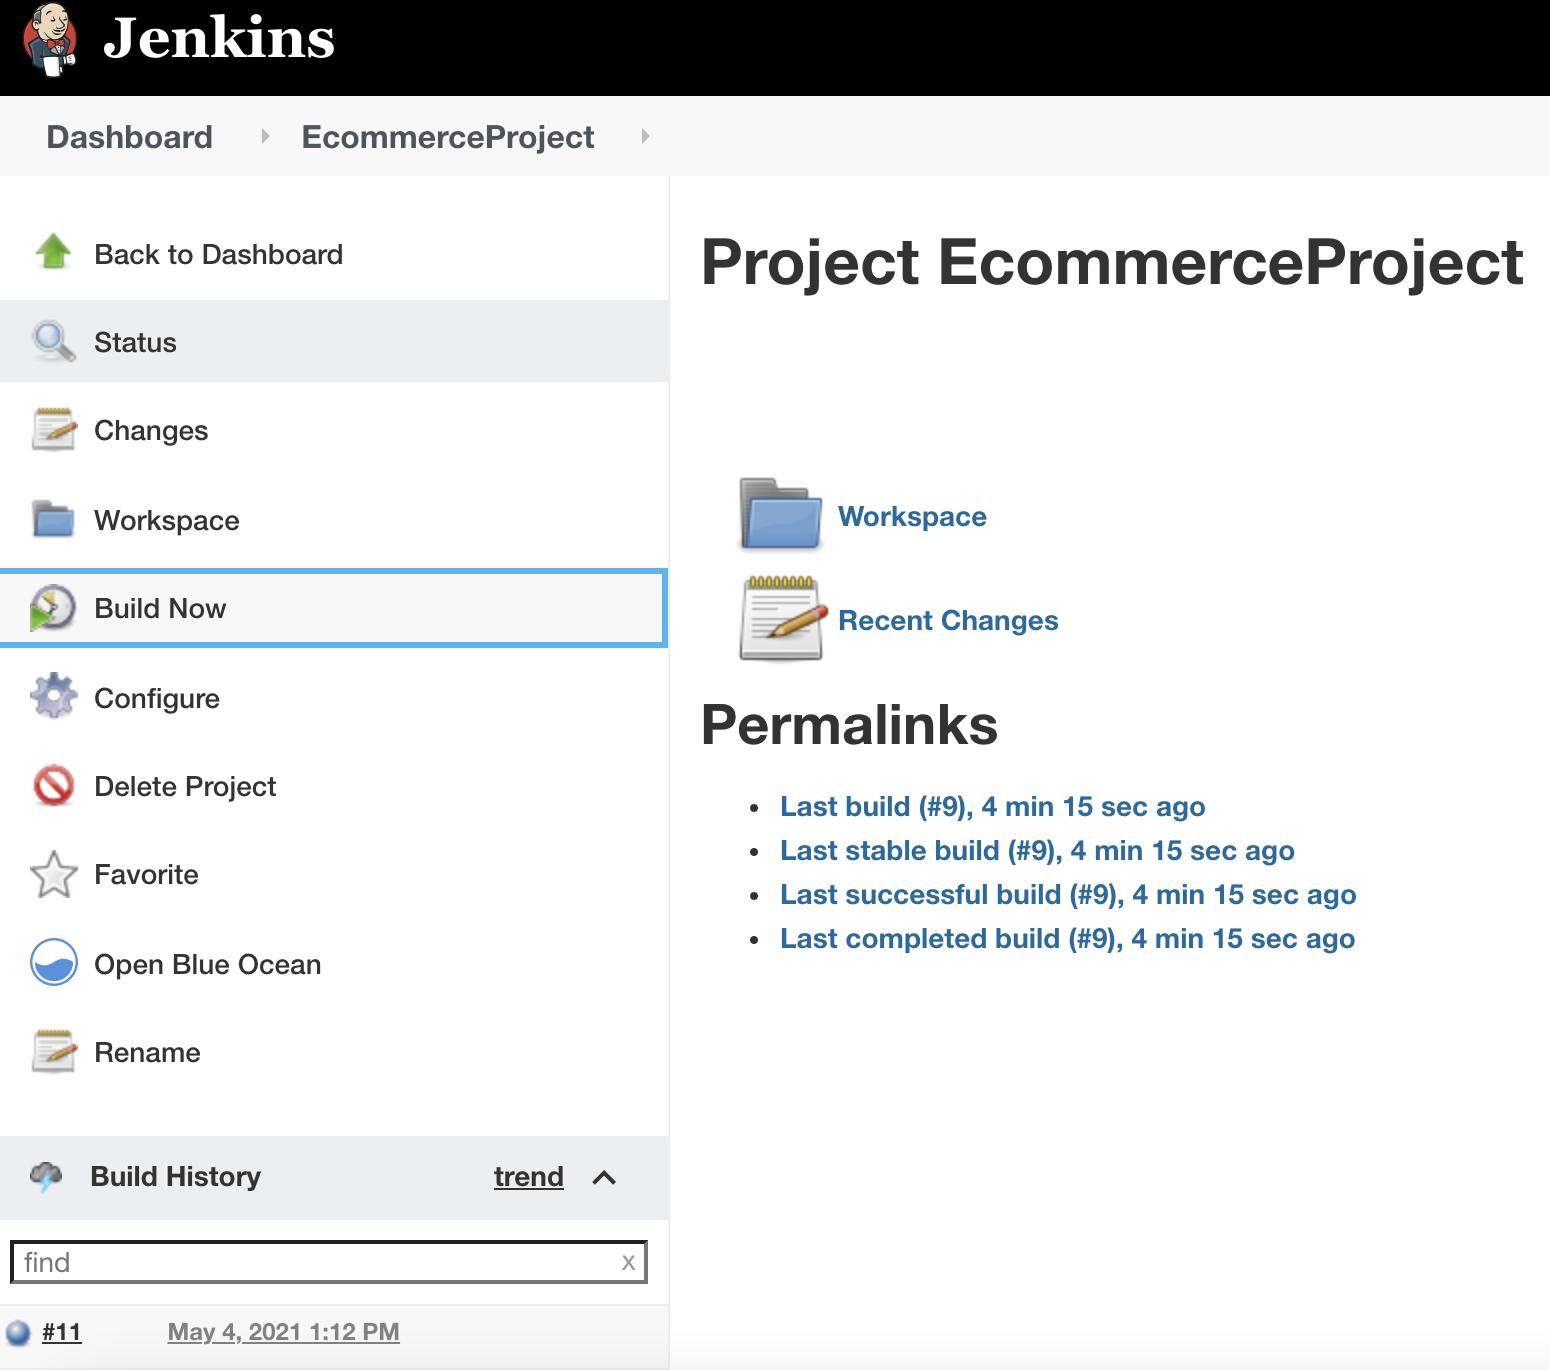 Jenkins
Dashboard
EcommerceProject
Back to Dashboard
Status
Changes
Workspace
Build Now
Configure
Delete Project
Favorite
Open Blue Ocean
Rename
Build History
trend
find
x
#11
May 4, 2021 1:12 PM
Project EcommerceProject
Workspace
Recent Changes
Permalinks
• Last build (#9), 4 min 15 sec ago
• Last stable build (#9), 4 min 15 sec ago
• Last successful build (#9), 4 min 15 sec ago
• Last completed build (#9), 4 min 15 sec ago